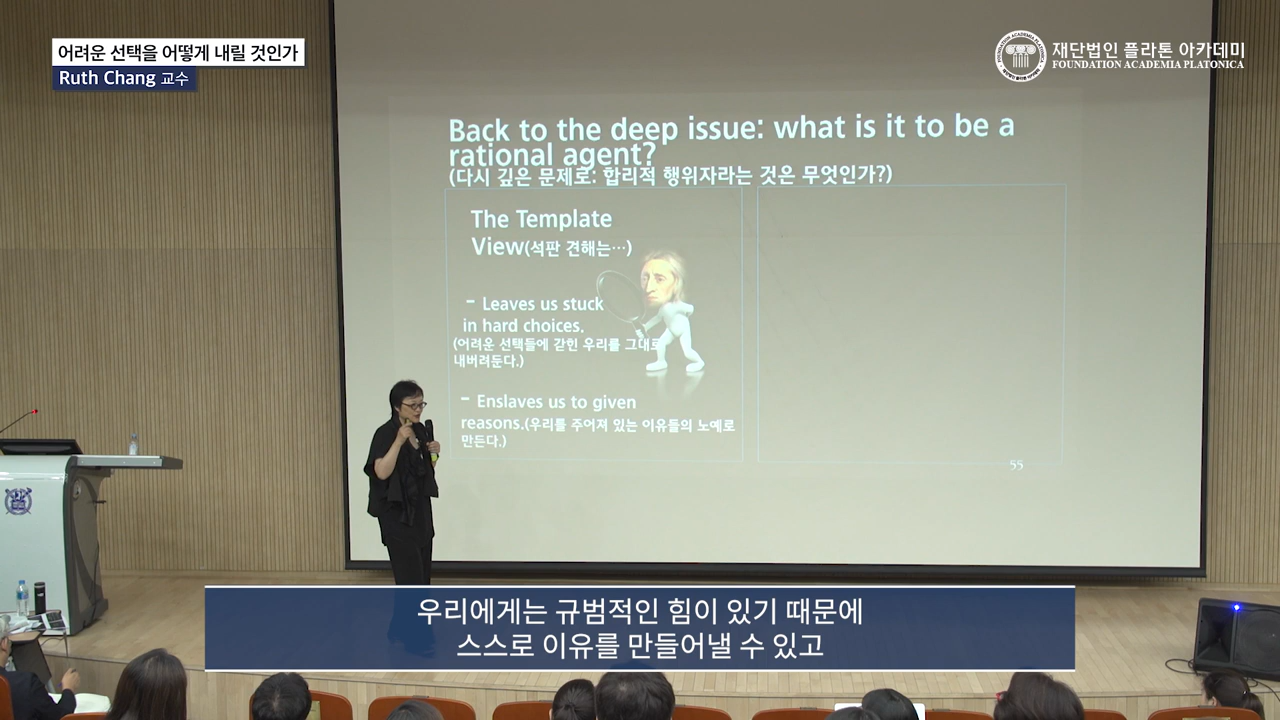 어려운 선택을 어떻게 내릴 것인가
Ruth Chang 교수
재단법인 플라톤 아카데미
FOUNDATION ACADEMIA PLATONICA
Back to the deep issue: what is it to be a
rational agent?
(다시 깊은 문제로: 합리적 행위자라는 것은 무엇인가?)
The Template
View(석판 견해는…)
- Leaves us stuck
in hard choices.
(어려운 선택들에 갇힌 우리를 그대로
내버려둔다.)
- Enslaves us to given
reasons.(우리를 주어져 있는 이유들의 노예로
만든다.)
55
우리에게는 규범적인 힘이 있기 때문에
스스로 이유를 만들어낼 수 있고